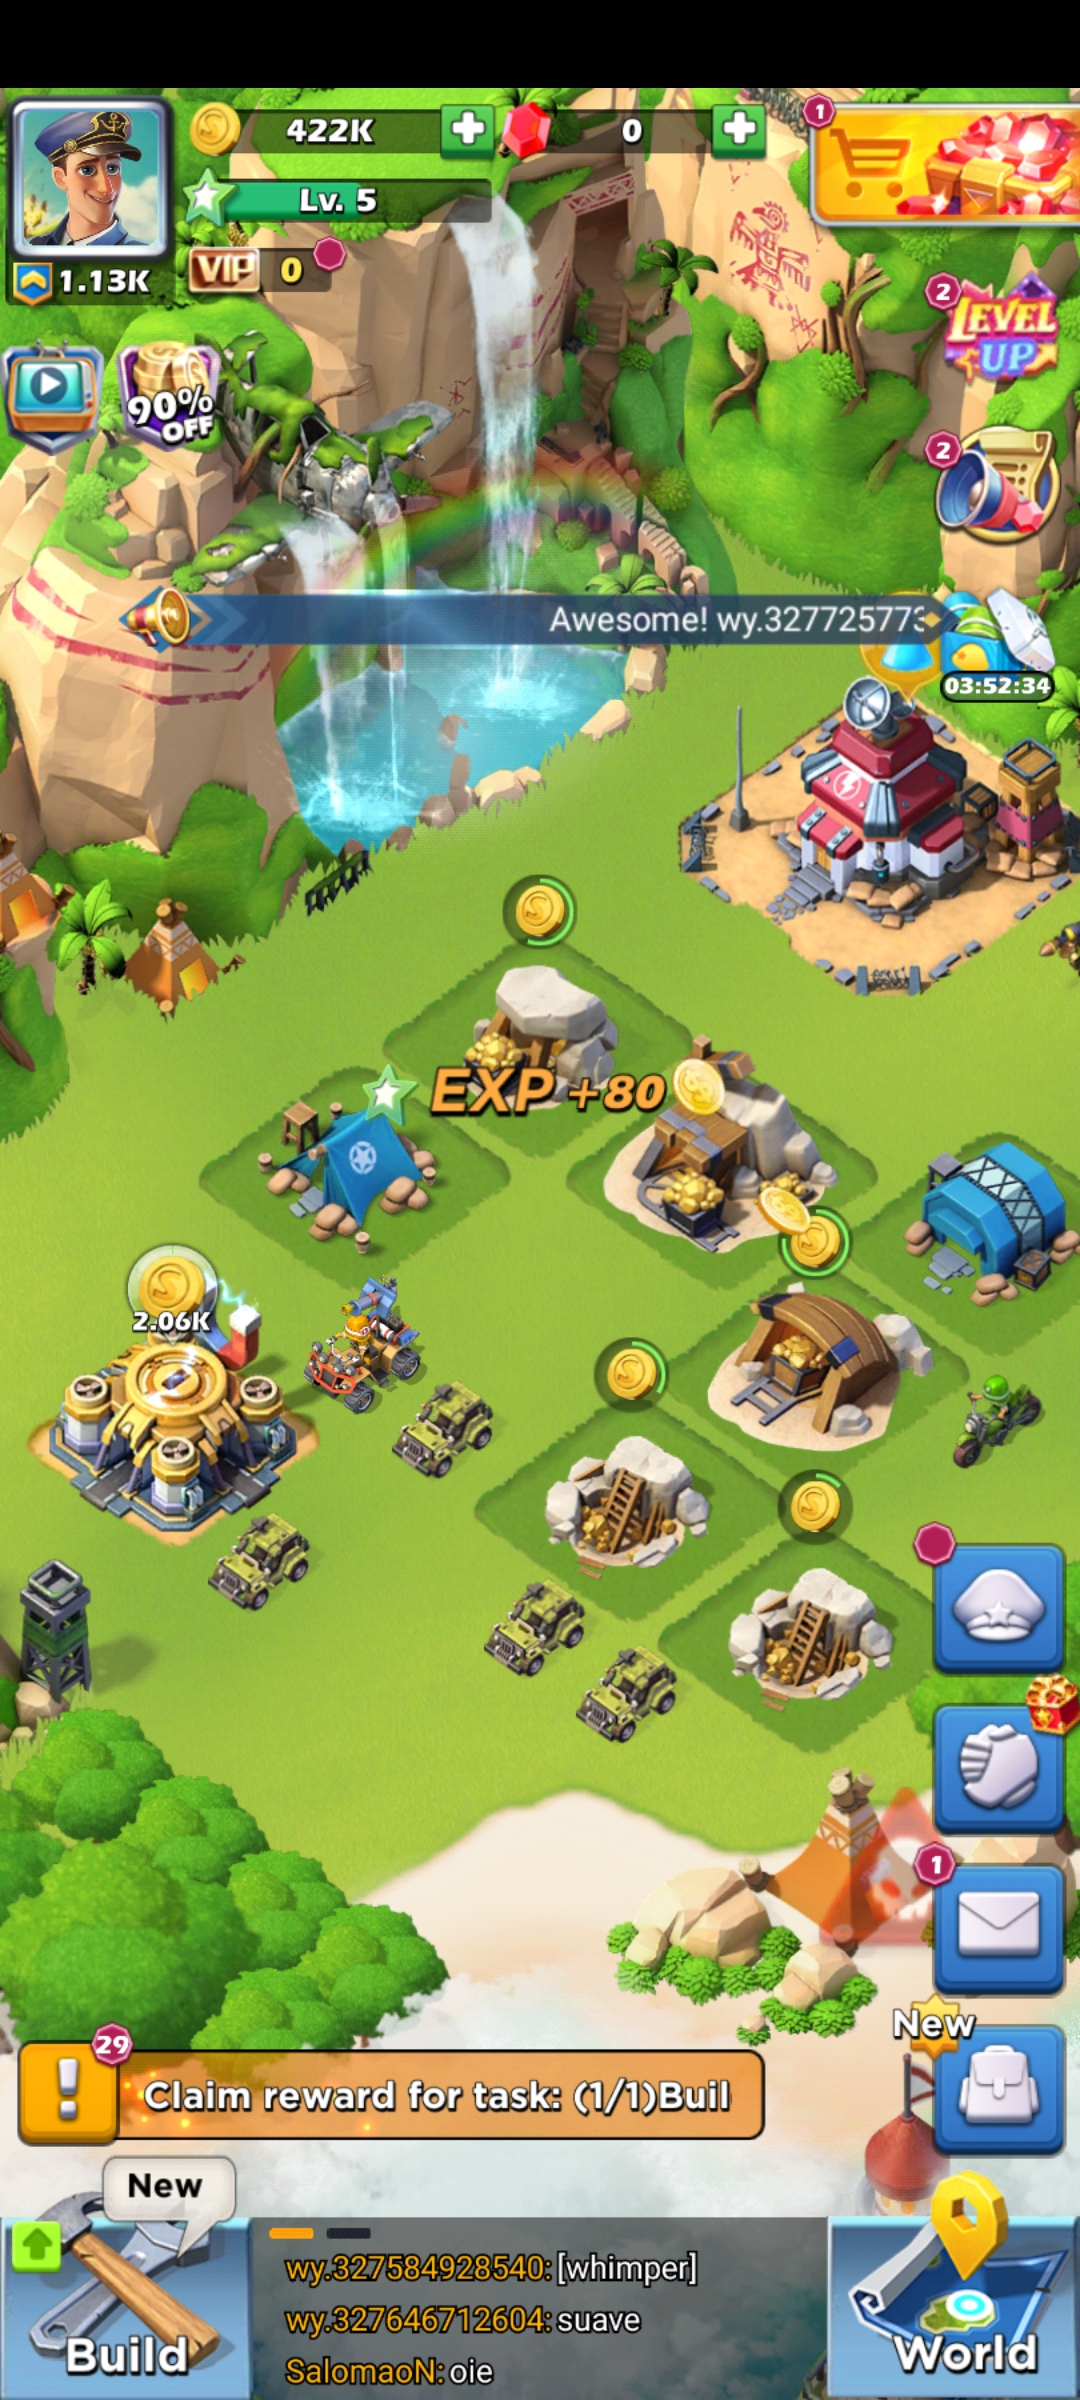 422K
0
1
Lv. 5
VIP 0
1.13K
2
LEVEL
UP
90%
OFF
2
Awesome! wy.327725773
03:52:34
EXP +80
2.06K
1
New
29
Claim reward for task: (1/1)Buil
New
wy.327584928540: [whimper]
wy.327646712604: suave
SalomaoN: oie
Build
World